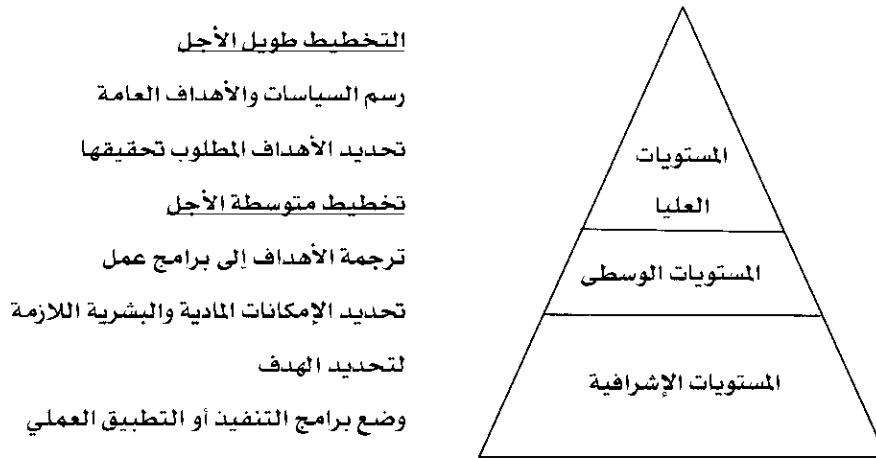 التخطيط طويل الأجل
رسم السياسات والأهداف العامة
تحديد الأهداف المطلوب تحقيقها
تخطيط متوسطة الأجل
ترجمة الأهداف إلى برامج عمل
تحديد الإمكانات المادية والبشرية اللازمة
لتحديد الهدف
وضع برامج التنفيذ أو التطبيق العملي
المستويات
العليا
المستويات الوسطى
المستويات الإشرافية